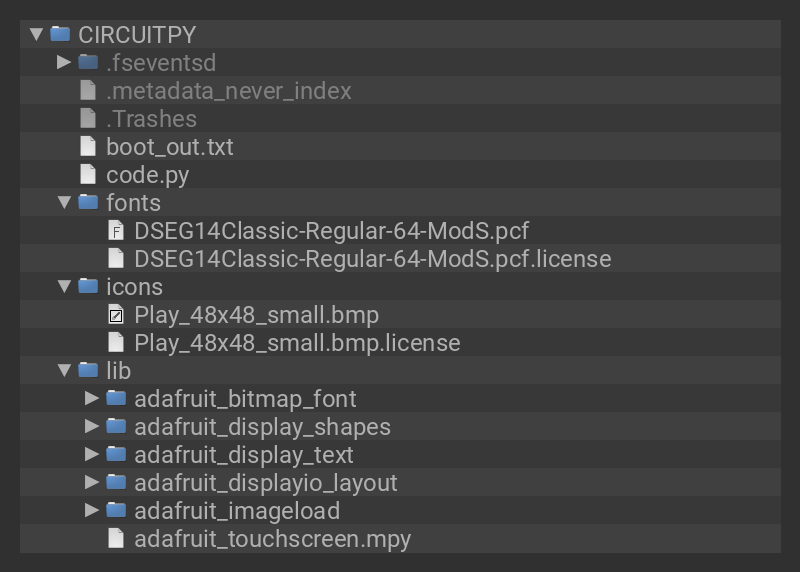 CIRCUITPY
.fseventsd
.metadata_never_index
.Trashes
boot_out.txt
code.py
fonts
F DSEG14Classic-Regular-64-ModS.pcf
DSEG14Classic-Regular-64-ModS.pcf.license
icons
Play_48x48_small.bmp
Play_48x48_small.bmp.license
lib
adafruit_bitmap_font
adafruit_display_shapes
adafruit_display_text
adafruit_displayio_layout
adafruit_imageload
adafruit_touchscreen.mpy